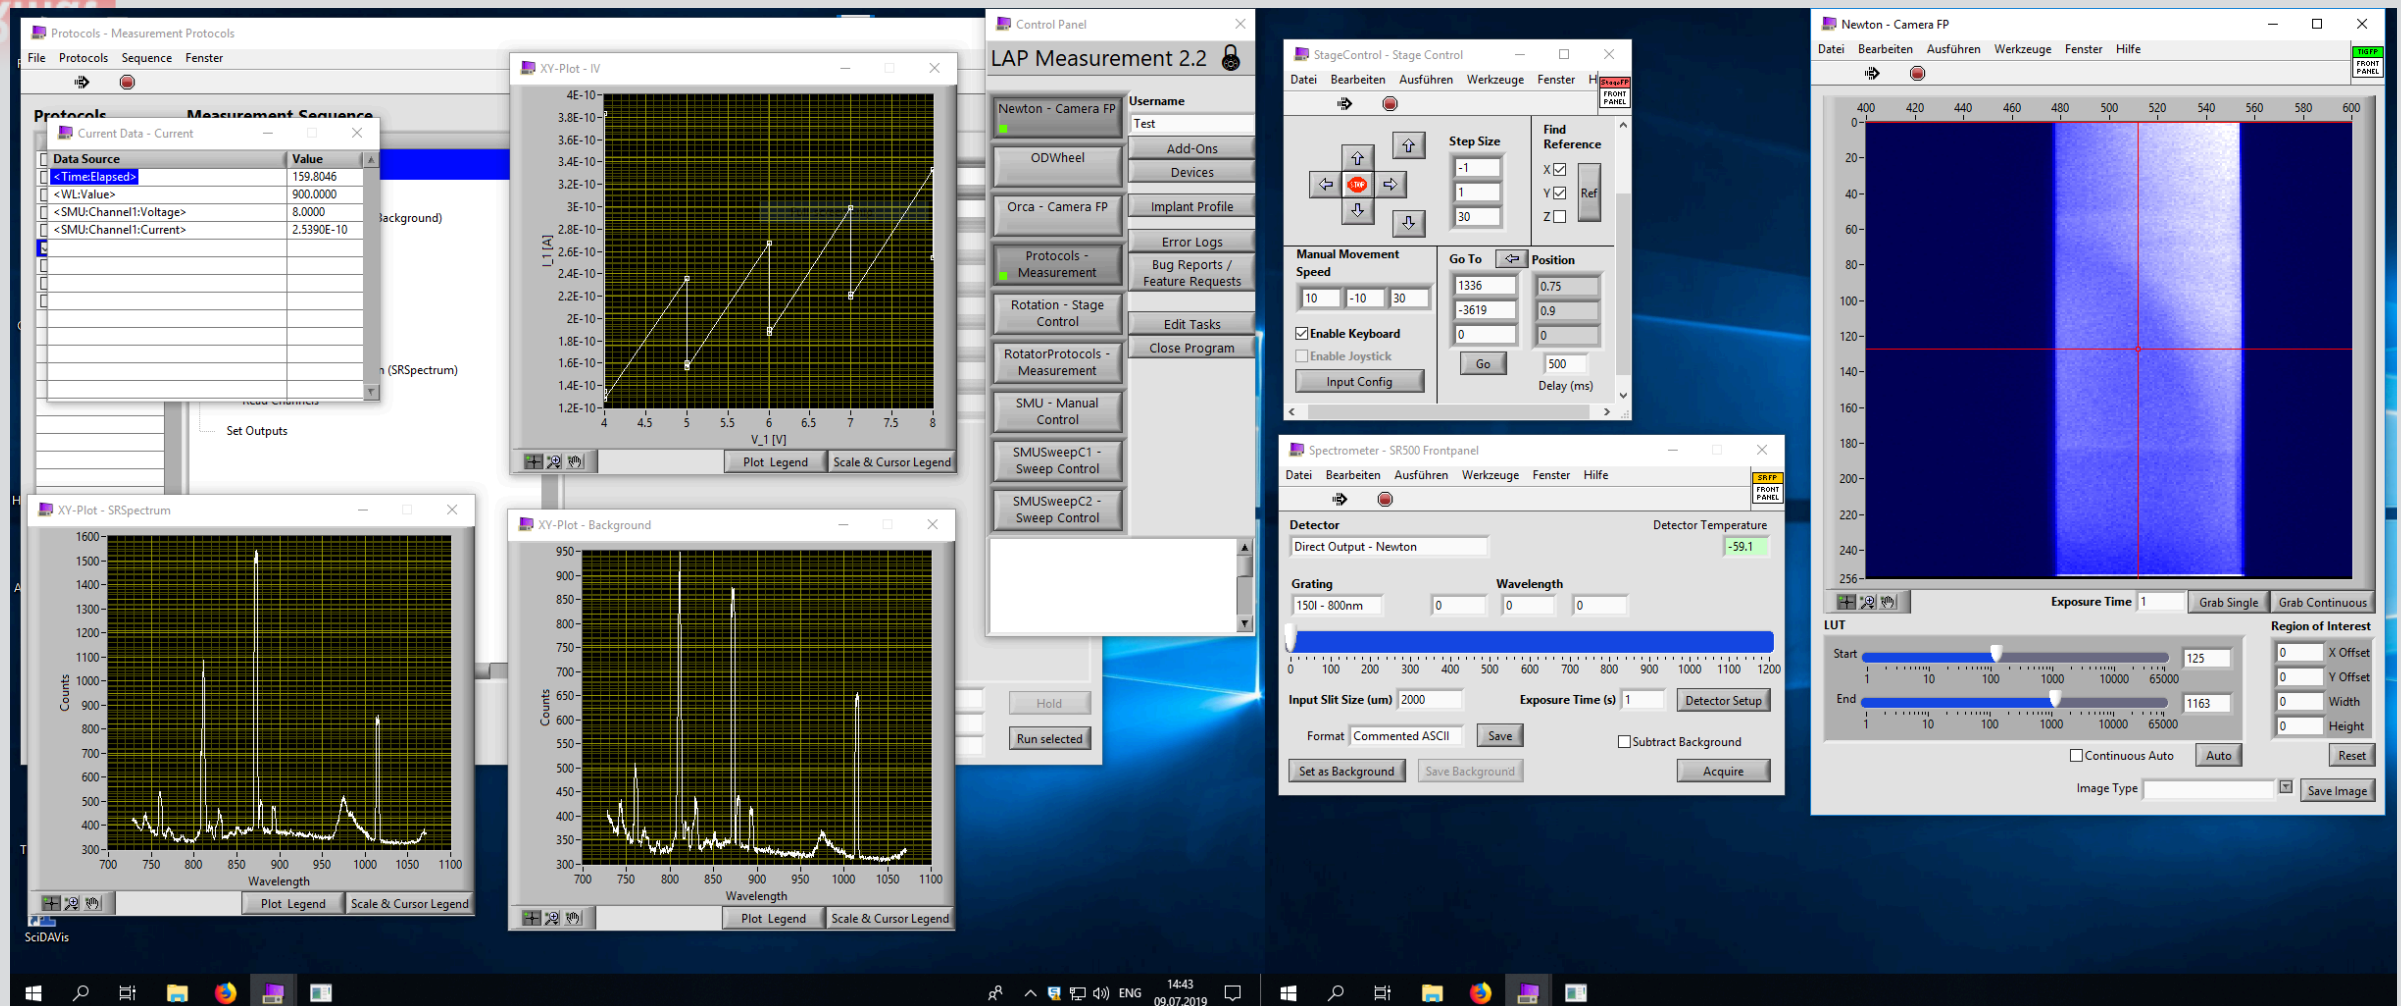 Protocols - Measurement Protocols
File Protocols Sequence Fenster
Protocols
Measurement Sequence
Background)
n (SRSpectrum)
Read Channels
Set Outputs
Hold
Run selected
Current Data - Current
Data Source Value
<Time:Elapsed> 159.8046
<WL:Value> 900.0000
<SMU:Channel1:Voltage> 8.0000
<SMU:Channel1:Current> 2.5390E-10
XY-Plot - IV
4E-10
3.8E-10
3.6E-10
3.4E-10
3.2E-10
3E-10
2.8E-10
2.6E-10
2.4E-10
2.2E-10
2E-10
1.8E-10
1.6E-10
1.4E-10
1.2E-10
I_1 [A]
4 4.5 5 5.5 6 6.5 7 7.5 8
V_1 [V]
Plot Legend Scale & Cursor Legend
XY-Plot - SRSpectrum
1600
1500
1400
1300
1200
1100
1000
900
800
700
600
500
400
300
Counts
700 750 800 850 900 950 1000 1050 1100
Wavelength
Plot Legend Scale & Cursor Legend
XY-Plot - Background
950
900
850
800
750
700
650
600
550
500
450
400
350
300
Counts
700 750 800 850 900 950 1000 1050 1100
Wavelength
Plot Legend Scale & Cursor Legend
SciDAVis
Control Panel
LAP Measurement 2.2
Newton - Camera FP
ODWheel
Orca - Camera FP
Protocols -
Measurement
Rotation - Stage
Control
RotatorProtocols -
Measurement
SMU - Manual
Control
SMUSweepC1 -
Sweep Control
SMUSweepC2 -
Sweep Control
Username
Test
Add-Ons
Devices
Implant Profile
Error Logs
Bug Reports /
Feature Requests
Edit Tasks
Close Program
StageControl - Stage Control
Datei Bearbeiten Ausführen Werkzeuge Fenster H
StageFP
FRONT
PANEL
STOP
Step Size
-1
1
30
Find
Reference
X
Y
Z
Ref
Manual Movement
Speed
10 -10 30
Enable Keyboard
Enable Joystick
Input Config
Go To Position
1336 0.75
-3619 0.9
0 0
Go 500
Delay (ms)
Spectrometer - SR500 Frontpanel
Datei Bearbeiten Ausführen Werkzeuge Fenster Hilfe
SRFP
FRONT
PANEL
Detector Detector Temperature
Direct Output - Newton -59.1
Grating Wavelength
150l - 800nm 0 0 0
0 100 200 300 400 500 600 700 800 900 1000 1100 1200
Input Slit Size (um) 2000 Exposure Time (s) 1 Detector Setup
Format Commented ASCII Save Subtract Background
Set as Background Save Background Acquire
Newton - Camera FP
Datei Bearbeiten Ausführen Werkzeuge Fenster Hilfe
TIGFP
FRONT
PANEL
400 420 440 460 480 500 520 540 560 580 600
0
20
40
60
80
100
120
140
160
180
200
220
240
256
Exposure Time 1 Grab Single Grab Continuous
LUT
Start 125
1 10 100 1000 10000 65000
End 1163
1 10 100 1000 10000 65000
Region of Interest
0 X Offset
0 Y Offset
0 Width
0 Height
Continuous Auto Auto Reset
Image Type Save Image
ENG
14:43
09.07.2019